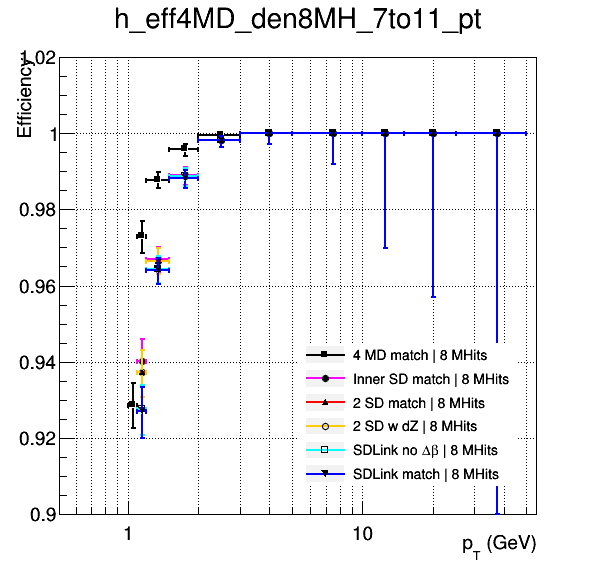 h_eff4MD_den8MH_7to11_pt
Efficiency
1.02
1
0.98
0.96
0.94
0.92
0.9
4 MD match | 8 MHits
Inner SD match | 8 MHits
2 SD match | 8 MHits
2 SD w dZ | 8 MHits
SDLink no Δβ | 8 MHits
SDLink match | 8 MHits
1
10
p_T (GeV)